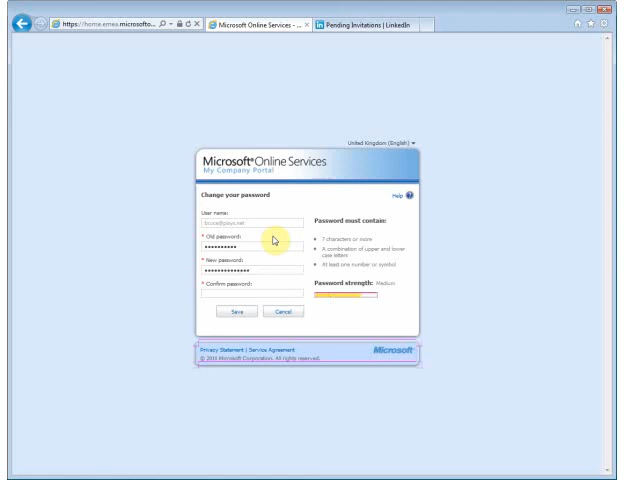 https://home.emea.microsofto...
Microsoft Online Services - ...
Pending Invitations | LinkedIn
United Kingdom (English)
Microsoft® Online Services
My Company Portal
Change your password
Help
User name:
* Old password:
••••••••••
* New password:
••••••••••••••
* Confirm password:
Save
Cancel
Password must contain:
• 7 characters or more
• A combination of upper and lower
case letters
• At least one number or symbol
Password strength: Medium
Privacy Statement | Service Agreement
Microsoft
Microsoft Corporation. All rights reserved.